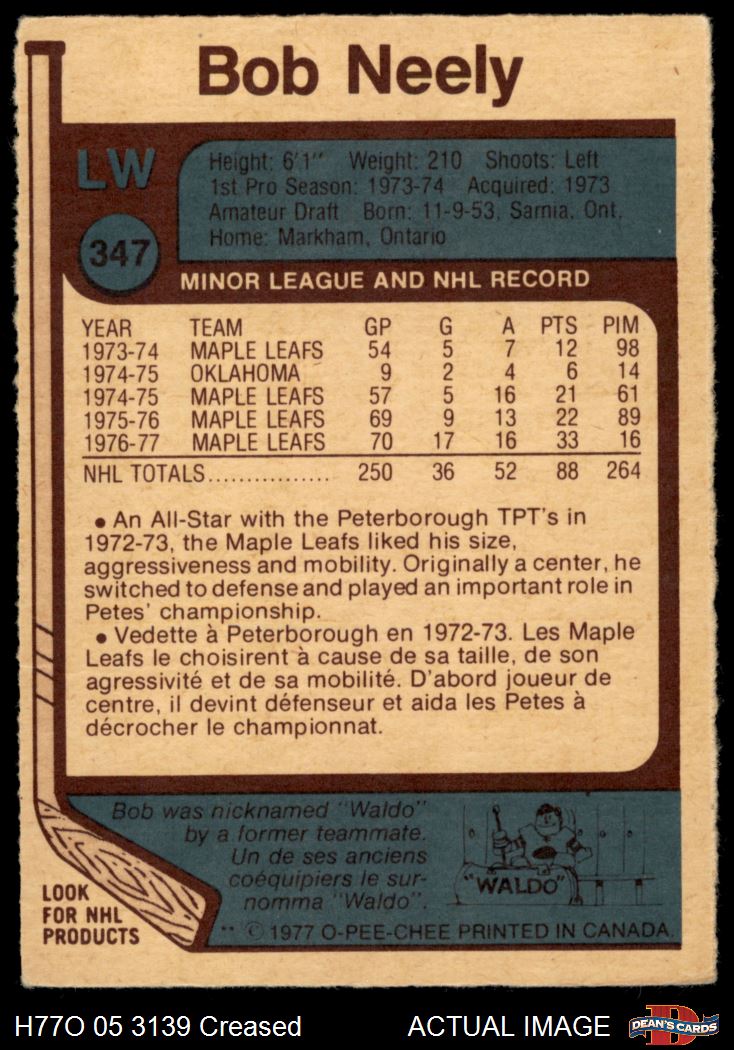 Bob Neely
LW
Height: 6'1" Weight: 210 Shoots: Left
1st Pro Season: 1973-74 Acquired: 1973
Amateur Draft Born: 11-9-53, Sarnia, Ont.
Home: Markham, Ontario
347
MINOR LEAGUE AND NHL RECORD
YEAR TEAM GP G A PTS PIM
1973-74 MAPLE LEAFS 54 5 7 12 98
1974-75 OKLAHOMA 9 2 4 6 14
1974-75 MAPLE LEAFS 57 5 16 21 61
1975-76 MAPLE LEAFS 69 9 13 22 89
1976-77 MAPLE LEAFS 70 17 16 33 16
NHL TOTALS................. 250 36 52 88 264
• An All-Star with the Peterborough TPT's in
1972-73, the Maple Leafs liked his size,
aggressiveness and mobility. Originally a center, he
switched to defense and played an important role in
Petes' championship.
• Vedette à Peterborough en 1972-73. Les Maple
Leafs le choisirent à cause de sa taille, de son
agressivité et de sa mobilité. D'abord joueur de
centre, il devint défenseur et aida les Petes à
décrocher le championnat.
Bob was nicknamed "Waldo"
by a former teammate.
Un de ses anciens
coéquipiers le sur-
nomma "Waldo".
"WALDO"
LOOK
FOR NHL
PRODUCTS
** © 1977 O-PEE-CHEE PRINTED IN CANADA.
H77O 05 3139 Creased
ACTUAL IMAGE
D
DEAN'S CARDS